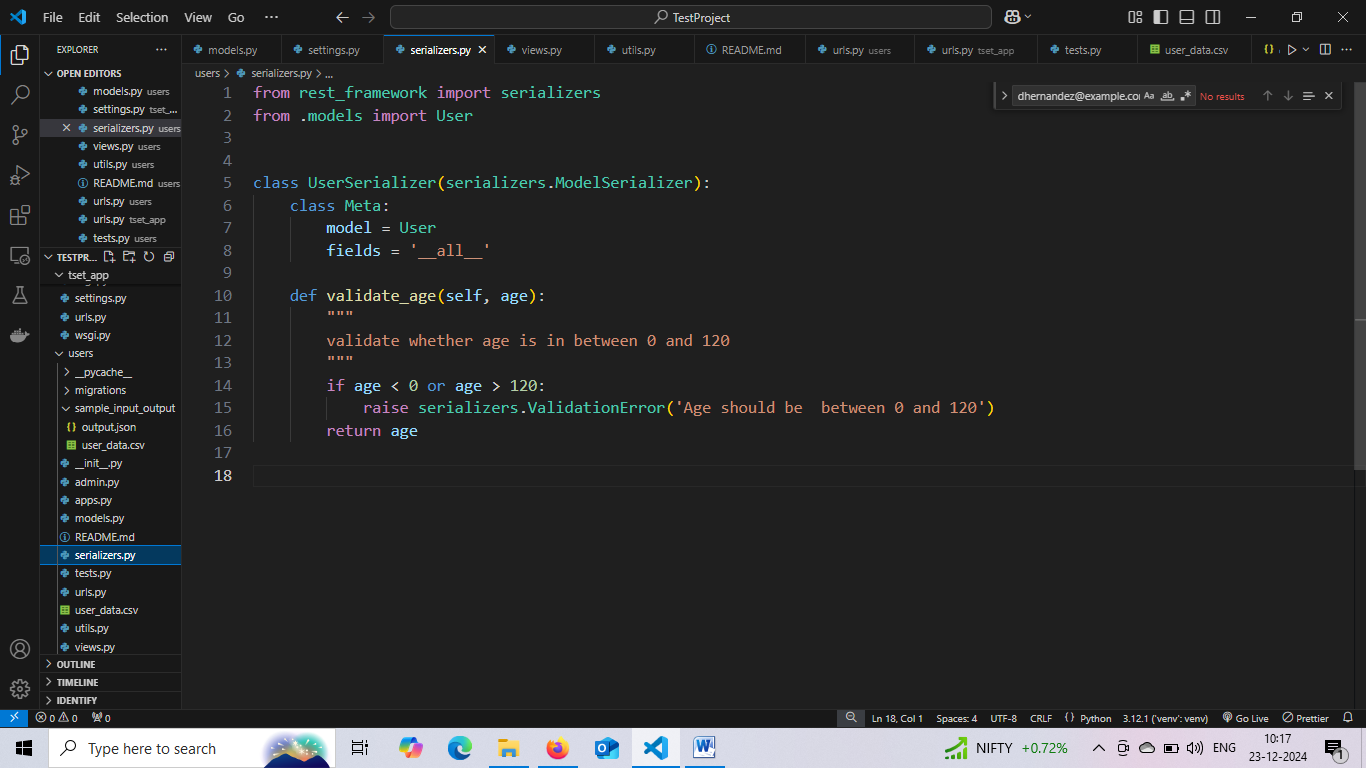 File Edit Selection View Go ···
TestProject
EXPLORER ···
OPEN EDITORS
models.py users
settings.py tset_...
serializers.py users
views.py users
utils.py users
README.md users
urls.py users
urls.py tset_app
tests.py users
TESTPR...
tset_app
settings.py
urls.py
wsgi.py
users
__pycache__
migrations
sample_input_output
output.json
user_data.csv
__init__.py
admin.py
apps.py
models.py
README.md
serializers.py
tests.py
urls.py
user_data.csv
utils.py
views.py
OUTLINE
TIMELINE
IDENTIFY
models.py settings.py serializers.py views.py utils.py README.md urls.py users urls.py tset_app tests.py user_data.csv
users > serializers.py > ...
dhernandez@example.co Aa ab No results
1 from rest_framework import serializers
2 from .models import User
3
4
5 class UserSerializer(serializers.ModelSerializer):
6 class Meta:
7 model = User
8 fields = '__all__'
9
10 def validate_age(self, age):
11 """
12 validate whether age is in between 0 and 120
13 """
14 if age < 0 or age > 120:
15 raise serializers.ValidationError('Age should be  between 0 and 120')
16 return age
17
18
0 0 0 Ln 18, Col 1 Spaces: 4 UTF-8 CRLF {} Python 3.12.1 ('venv': venv) Go Live Prettier
Type here to search
NIFTY +0.72%
ENG
10:17
23-12-2024
1